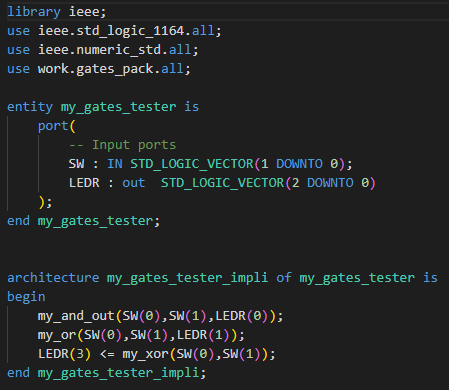 library ieee;
use ieee.std_logic_1164.all;
use ieee.numeric_std.all;
use work.gates_pack.all;

entity my_gates_tester is
    port(
        -- Input ports
        SW : IN STD_LOGIC_VECTOR(1 DOWNTO 0);
        LEDR : out  STD_LOGIC_VECTOR(2 DOWNTO 0)
    );
end my_gates_tester;


architecture my_gates_tester_impli of my_gates_tester is
begin
    my_and_out(SW(0),SW(1),LEDR(0));
    my_or(SW(0),SW(1),LEDR(1));
    LEDR(3) <= my_xor(SW(0),SW(1));
end my_gates_tester_impli;